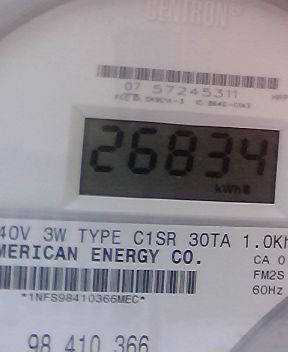 CENTRON®
07 57245311
26834
kWh
40V 3W TYPE C1SR 30TA 1.0Kh
MERICAN ENERGY CO.
CA 0
FM2S
60Hz
*1NFS98410366MEC*
98 410 366